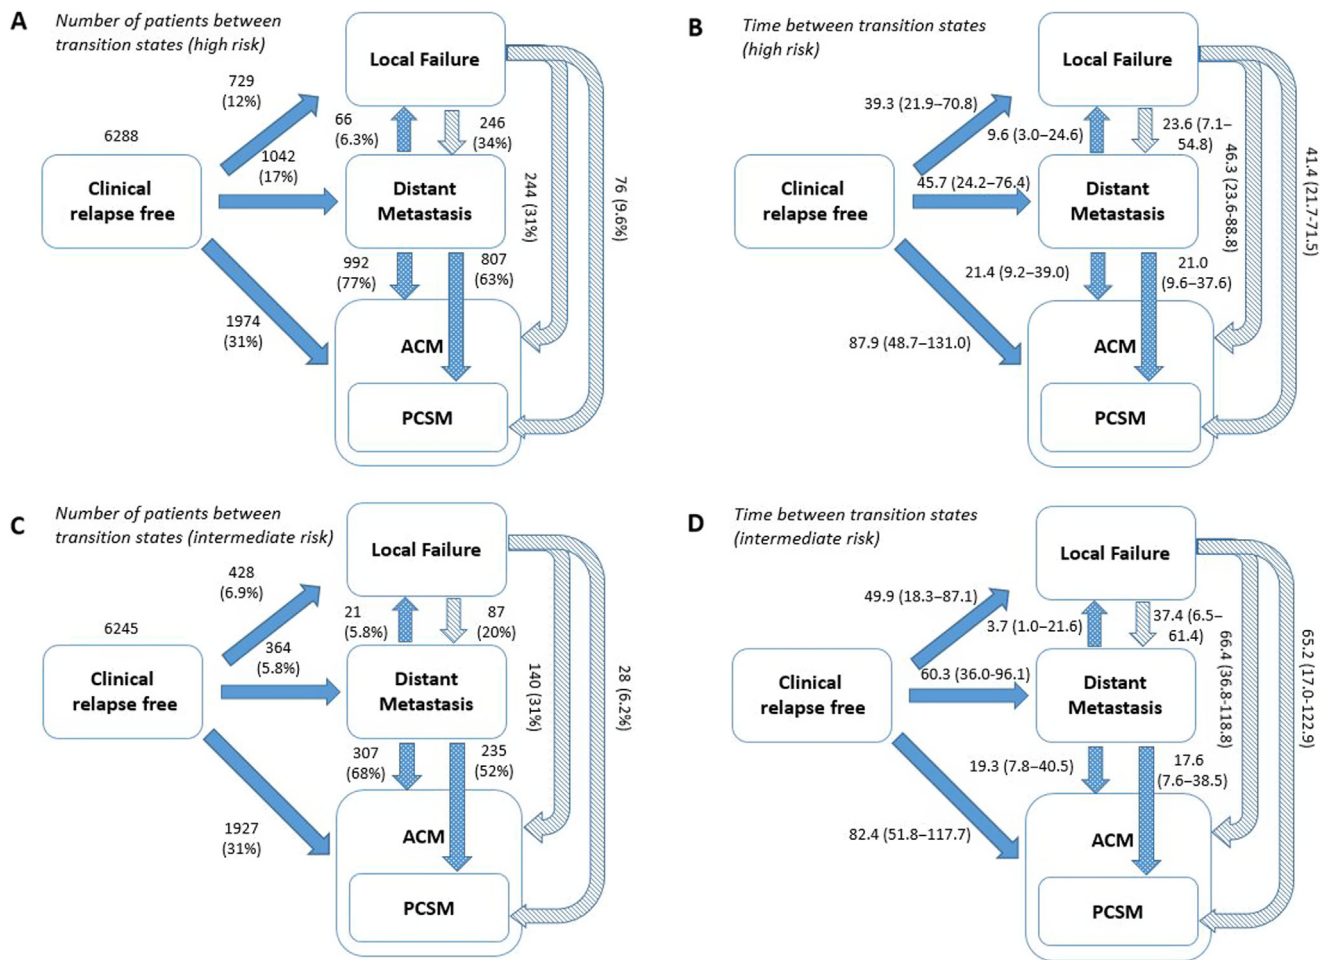 A
Number of patients between
transition states (high risk)
Local Failure
729
(12%)
66
(6.3%)
246
(34%)
6288
1042
(17%)
Clinical
relapse free
Distant
Metastasis
244 (31%)
76 (9.6%)
992
(77%)
807
(63%)
1974
(31%)
ACM
PCSM
B
Time between transition states
(high risk)
Local Failure
39.3 (21.9–70.8)
9.6 (3.0–24.6)
23.6 (7.1–
54.8)
Clinical
relapse free
45.7 (24.2–76.4)
Distant
Metastasis
46.3 (23.6-88.8)
41.4 (21.7-71.5)
21.4 (9.2–39.0)
21.0
(9.6–37.6)
87.9 (48.7–131.0)
ACM
PCSM
C
Number of patients between
transition states (intermediate risk)
Local Failure
428
(6.9%)
21
(5.8%)
87
(20%)
6245
364
(5.8%)
Clinical
relapse free
Distant
Metastasis
140 (31%)
28 (6.2%)
307
(68%)
235
(52%)
1927
(31%)
ACM
PCSM
D
Time between transition states
(intermediate risk)
Local Failure
49.9 (18.3–87.1)
3.7 (1.0–21.6)
37.4 (6.5–
61.4)
Clinical
relapse free
60.3 (36.0-96.1)
Distant
Metastasis
66.4 (36.8-118.8)
65.2 (17.0-122.9)
19.3 (7.8–40.5)
17.6
(7.6–38.5)
82.4 (51.8–117.7)
ACM
PCSM